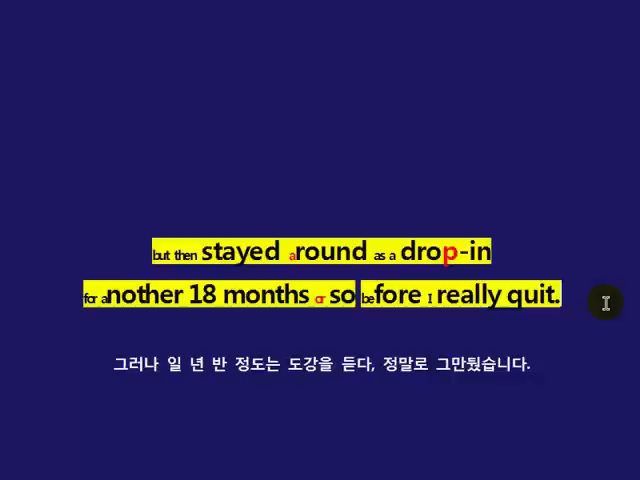 but then stayed around as a drop-in
for another 18 months or so before I really quit.
그러나 일 년 반 정도는 도강을 듣다, 정말로 그만뒀습니다.